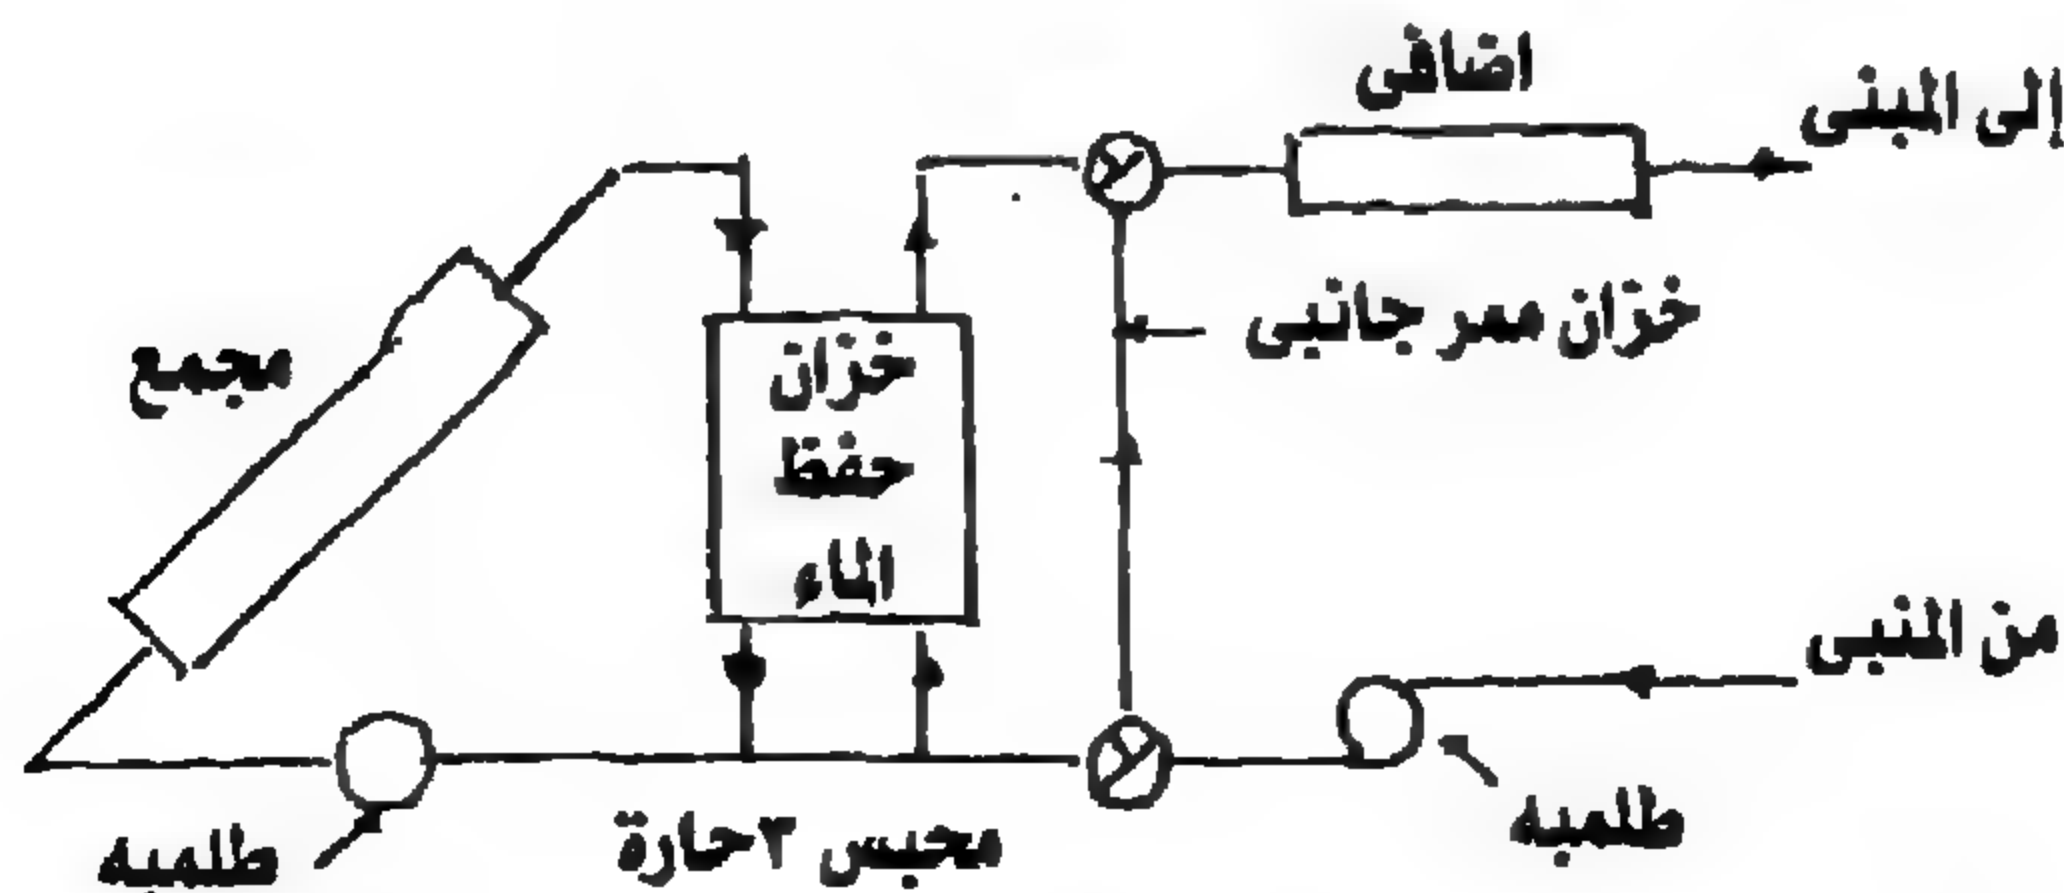 اضافى
إلى المبنى
خزان ممر جانبى
مجمع
خزان
حفظ
الماء
من المنبى
طلمبه
محبس ٣حارة
طلمبه